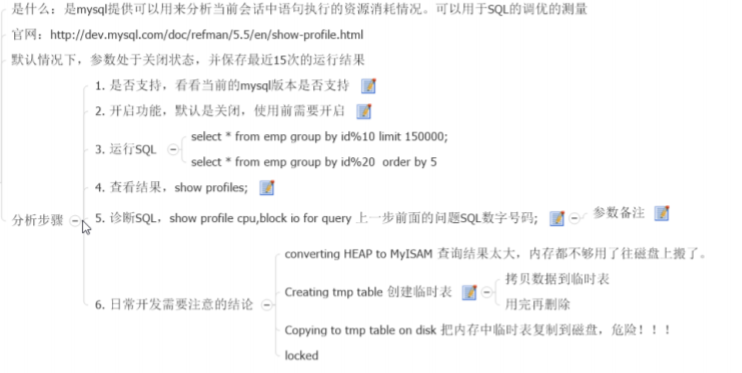 是什么：是mysql提供可以用来分析当前会话中语句执行的资源消耗情况。可以用于SQL的调优的测量
官网：http://dev.mysql.com/doc/refman/5.5/en/show-profile.html
默认情况下，参数处于关闭状态，并保存最近15次的运行结果
分析步骤
1. 是否支持，看看当前的mysql版本是否支持
2. 开启功能，默认是关闭，使用前需要开启
3. 运行SQL
select * from emp group by id%10 limit 150000;
select * from emp group by id%20  order by 5
4. 查看结果，show profiles;
5. 诊断SQL，show profile cpu,block io for query 上一步前面的问题SQL数字号码;
参数备注
6. 日常开发需要注意的结论
converting HEAP to MyISAM 查询结果太大，内存都不够用了往磁盘上搬了。
Creating tmp table 创建临时表
拷贝数据到临时表
用完再删除
Copying to tmp table on disk 把内存中临时表复制到磁盘，危险！！！
locked